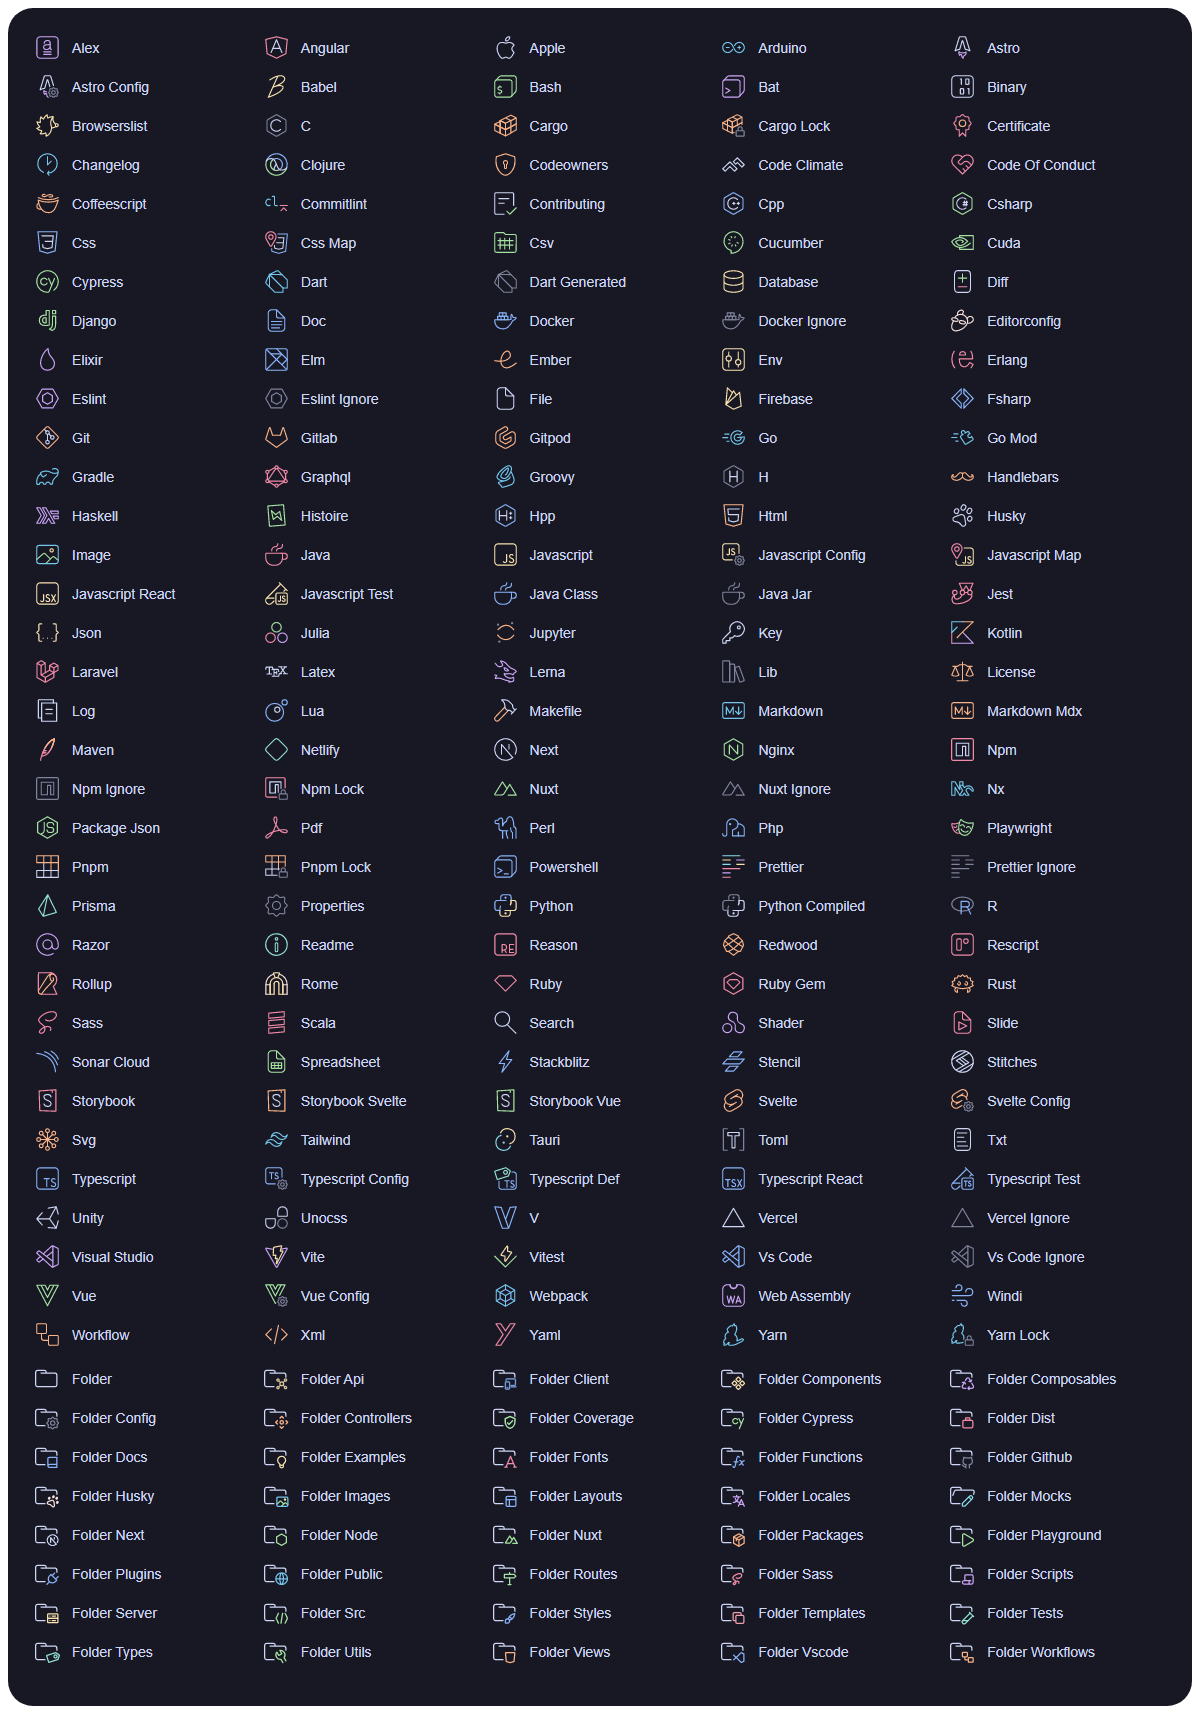 Alex Angular Apple Arduino Astro
Astro Config Babel Bash Bat Binary
Browserslist C Cargo Cargo Lock Certificate
Changelog Clojure Codeowners Code Climate Code Of Conduct
Coffeescript Commitlint Contributing Cpp Csharp
Css Css Map Csv Cucumber Cuda
Cypress Dart Dart Generated Database Diff
Django Doc Docker Docker Ignore Editorconfig
Elixir Elm Ember Env Erlang
Eslint Eslint Ignore File Firebase Fsharp
Git Gitlab Gitpod Go Go Mod
Gradle Graphql Groovy H Handlebars
Haskell Histoire Hpp Html Husky
Image Java Javascript Javascript Config Javascript Map
Javascript React Javascript Test Java Class Java Jar Jest
Json Julia Jupyter Key Kotlin
Laravel Latex Lerna Lib License
Log Lua Makefile Markdown Markdown Mdx
Maven Netlify Next Nginx Npm
Npm Ignore Npm Lock Nuxt Nuxt Ignore Nx
Package Json Pdf Perl Php Playwright
Pnpm Pnpm Lock Powershell Prettier Prettier Ignore
Prisma Properties Python Python Compiled R
Razor Readme Reason Redwood Rescript
Rollup Rome Ruby Ruby Gem Rust
Sass Scala Search Shader Slide
Sonar Cloud Spreadsheet Stackblitz Stencil Stitches
Storybook Storybook Svelte Storybook Vue Svelte Svelte Config
Svg Tailwind Tauri Toml Txt
Typescript Typescript Config Typescript Def Typescript React Typescript Test
Unity Unocss V Vercel Vercel Ignore
Visual Studio Vite Vitest Vs Code Vs Code Ignore
Vue Vue Config Webpack Web Assembly Windi
Workflow Xml Yaml Yarn Yarn Lock
Folder Folder Api Folder Client Folder Components Folder Composables
Folder Config Folder Controllers Folder Coverage Folder Cypress Folder Dist
Folder Docs Folder Examples Folder Fonts Folder Functions Folder Github
Folder Husky Folder Images Folder Layouts Folder Locales Folder Mocks
Folder Next Folder Node Folder Nuxt Folder Packages Folder Playground
Folder Plugins Folder Public Folder Routes Folder Sass Folder Scripts
Folder Server Folder Src Folder Styles Folder Templates Folder Tests
Folder Types Folder Utils Folder Views Folder Vscode Folder Workflows